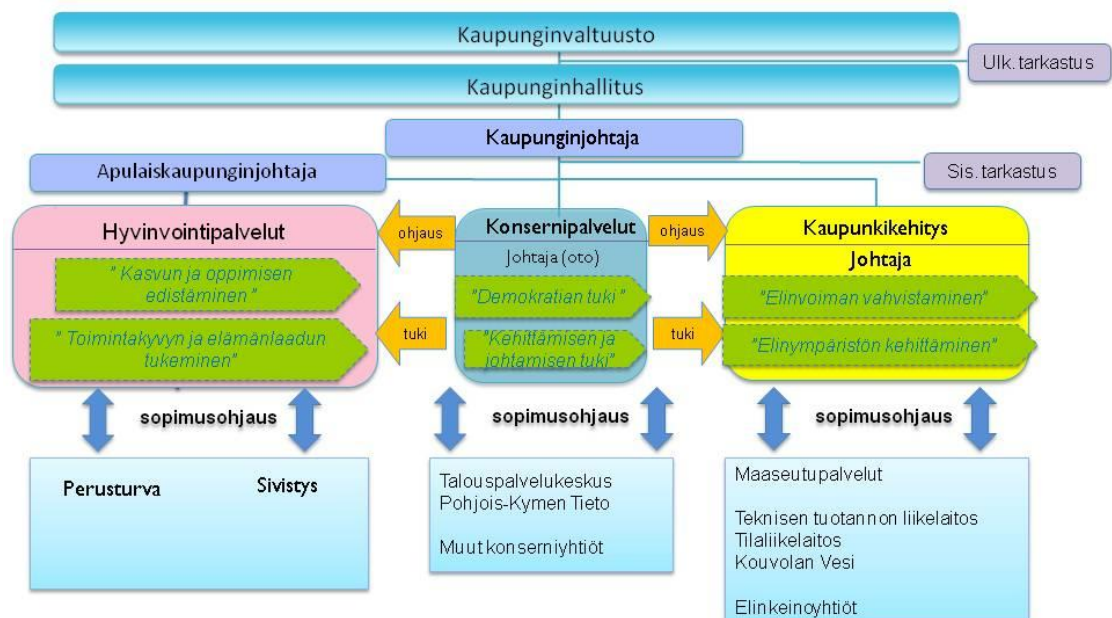 Kaupunginvaltuusto
Ulk. tarkastus
Kaupunginhallitus
Kaupunginjohtaja
Apulaiskaupunginjohtaja
Sis. tarkastus
Hyvinvointipalvelut
" Kasvun ja oppimisen
edistäminen "
" Toimintakyvyn ja elämänlaadun
tukeminen"
ohjaus
tuki
Konsernipalvelut
Johtaja (oto)
"Demokratian tuki "
"Kehittämisen ja
johtamisen tuki"
ohjaus
tuki
Kaupunkikehitys
Johtaja
"Elinvoiman vahvistaminen"
"Elinympäristön kehittäminen"
sopimusohjaus
sopimusohjaus
sopimusohjaus
Perusturva
Sivistys
Talouspalvelukeskus
Pohjois-Kymen Tieto
Muut konserniyhtiöt
Maaseutupalvelut
Teknisen tuotannon liikelaitos
Tilaliikelaitos
Kouvolan Vesi
Elinkeinoyhtiöt